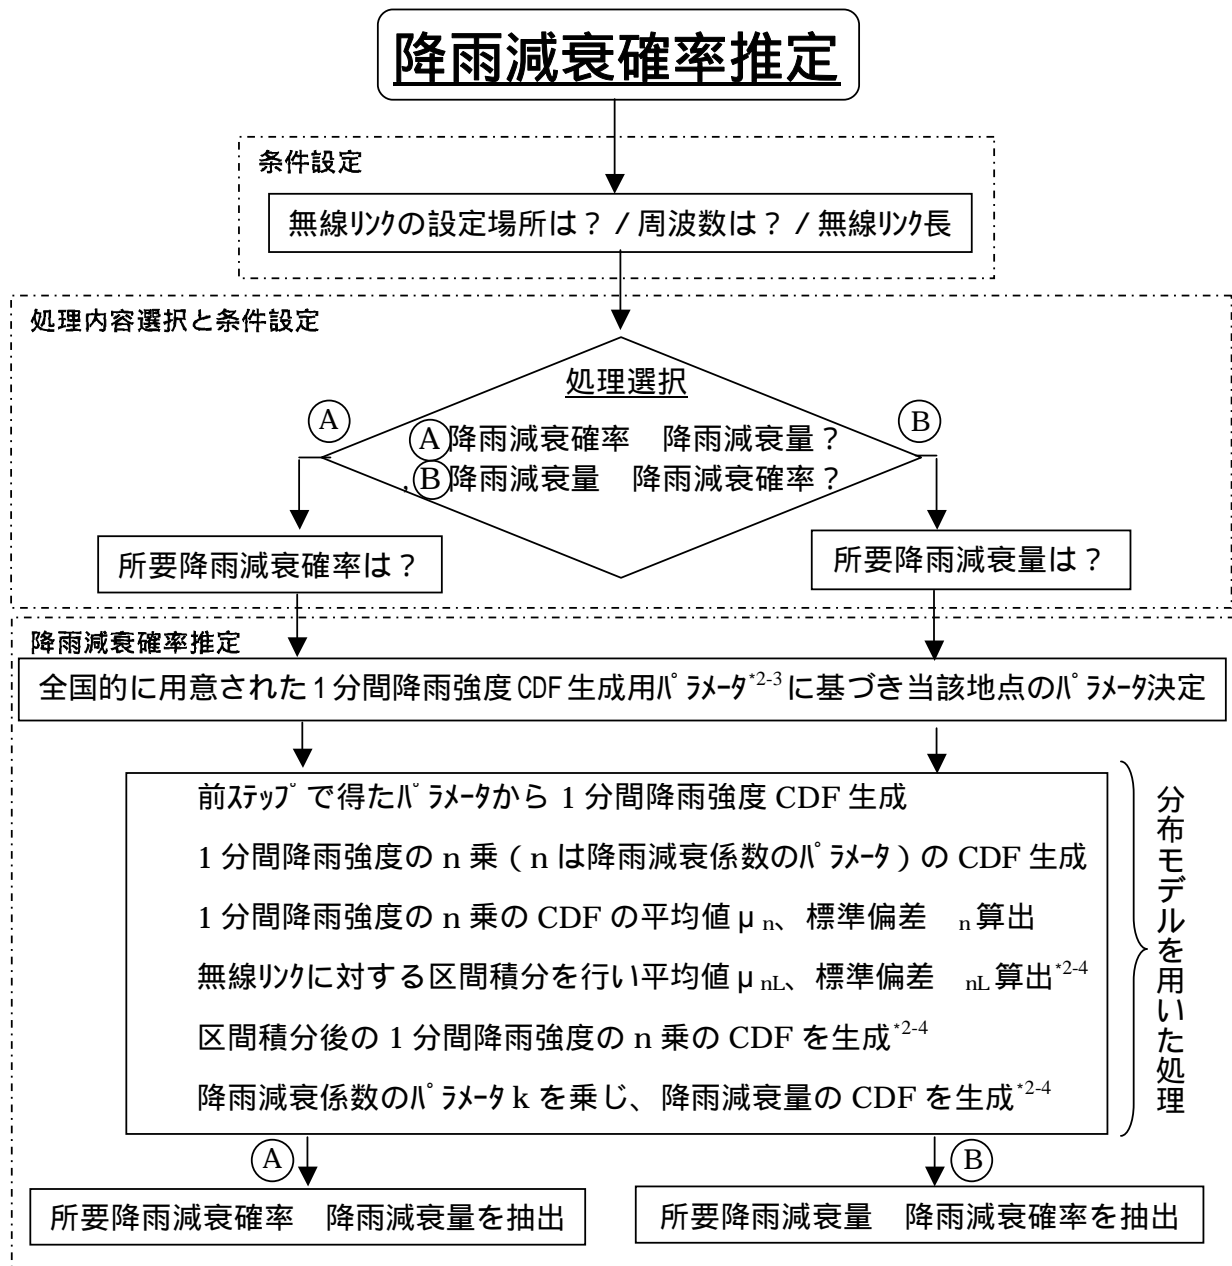 降雨減衰確率推定
条件設定
無線リンクの設定場所は？/周波数は？/無線リンク長
処理内容選択と条件設定
処理選択
A
B
A降雨減衰確率　降雨減衰量？
.B降雨減衰量　降雨減衰確率？
所要降雨減衰確率は？
所要降雨減衰量は？
降雨減衰確率推定
全国的に用意された1分間降雨強度CDF生成用パラメータ*2-3に基づき当該地点のパラメータ決定
前ステップで得たパラメータから1分間降雨強度CDF生成
1分間降雨強度のn乗（nは降雨減衰係数のパラメータ）のCDF生成
1分間降雨強度のn乗のCDFの平均値μn、標準偏差　n算出
無線リンクに対する区間積分を行い平均値μnL、標準偏差　nL算出*2-4
区間積分後の1分間降雨強度のn乗のCDFを生成*2-4
降雨減衰係数のパラメータkを乗じ、降雨減衰量のCDFを生成*2-4
分布モデルを用いた処理
A
B
所要降雨減衰確率　降雨減衰量を抽出
所要降雨減衰量　降雨減衰確率を抽出